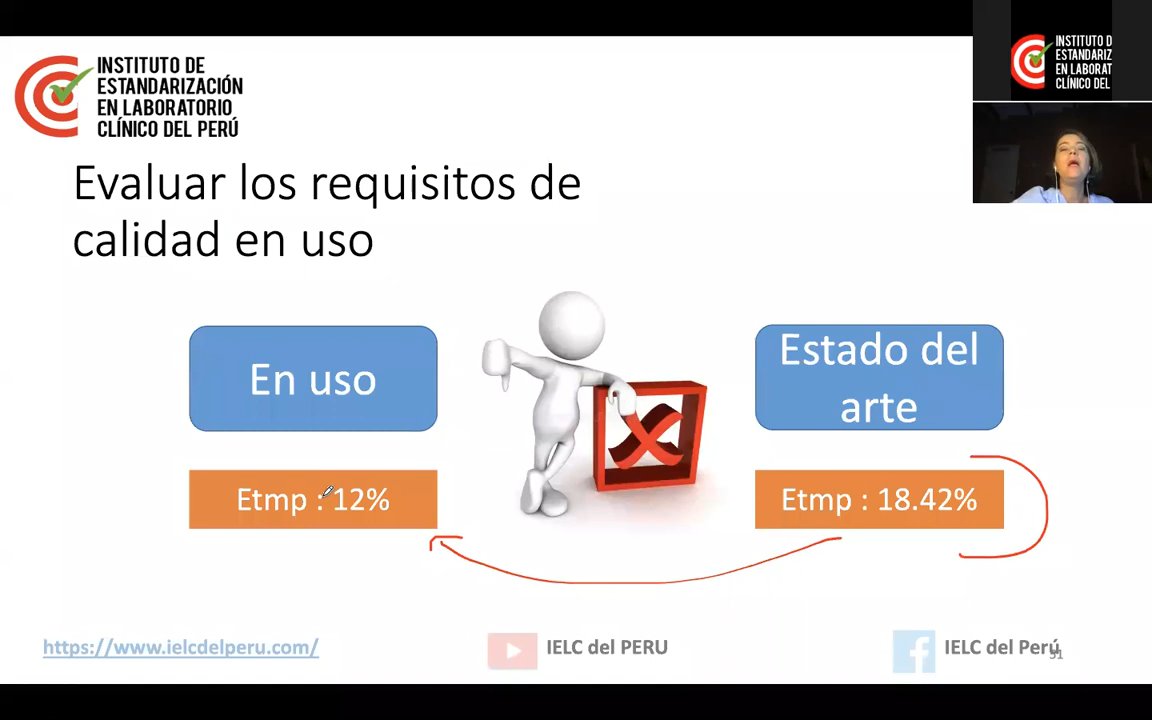 INSTITUTO DE
ESTANDARIZACIÓN
EN LABORATORIO
CLÍNICO DEL PERÚ
INSTITUTO D
ESTANDARIZ
EN LABORAT
CLÍNICO DEL
Evaluar los requisitos de
calidad en uso
En uso
Estado del
arte
Etmp : 12%
Etmp : 18.42%
https://www.ielcdelperu.com/
IELC del PERU
IELC del Perú
31